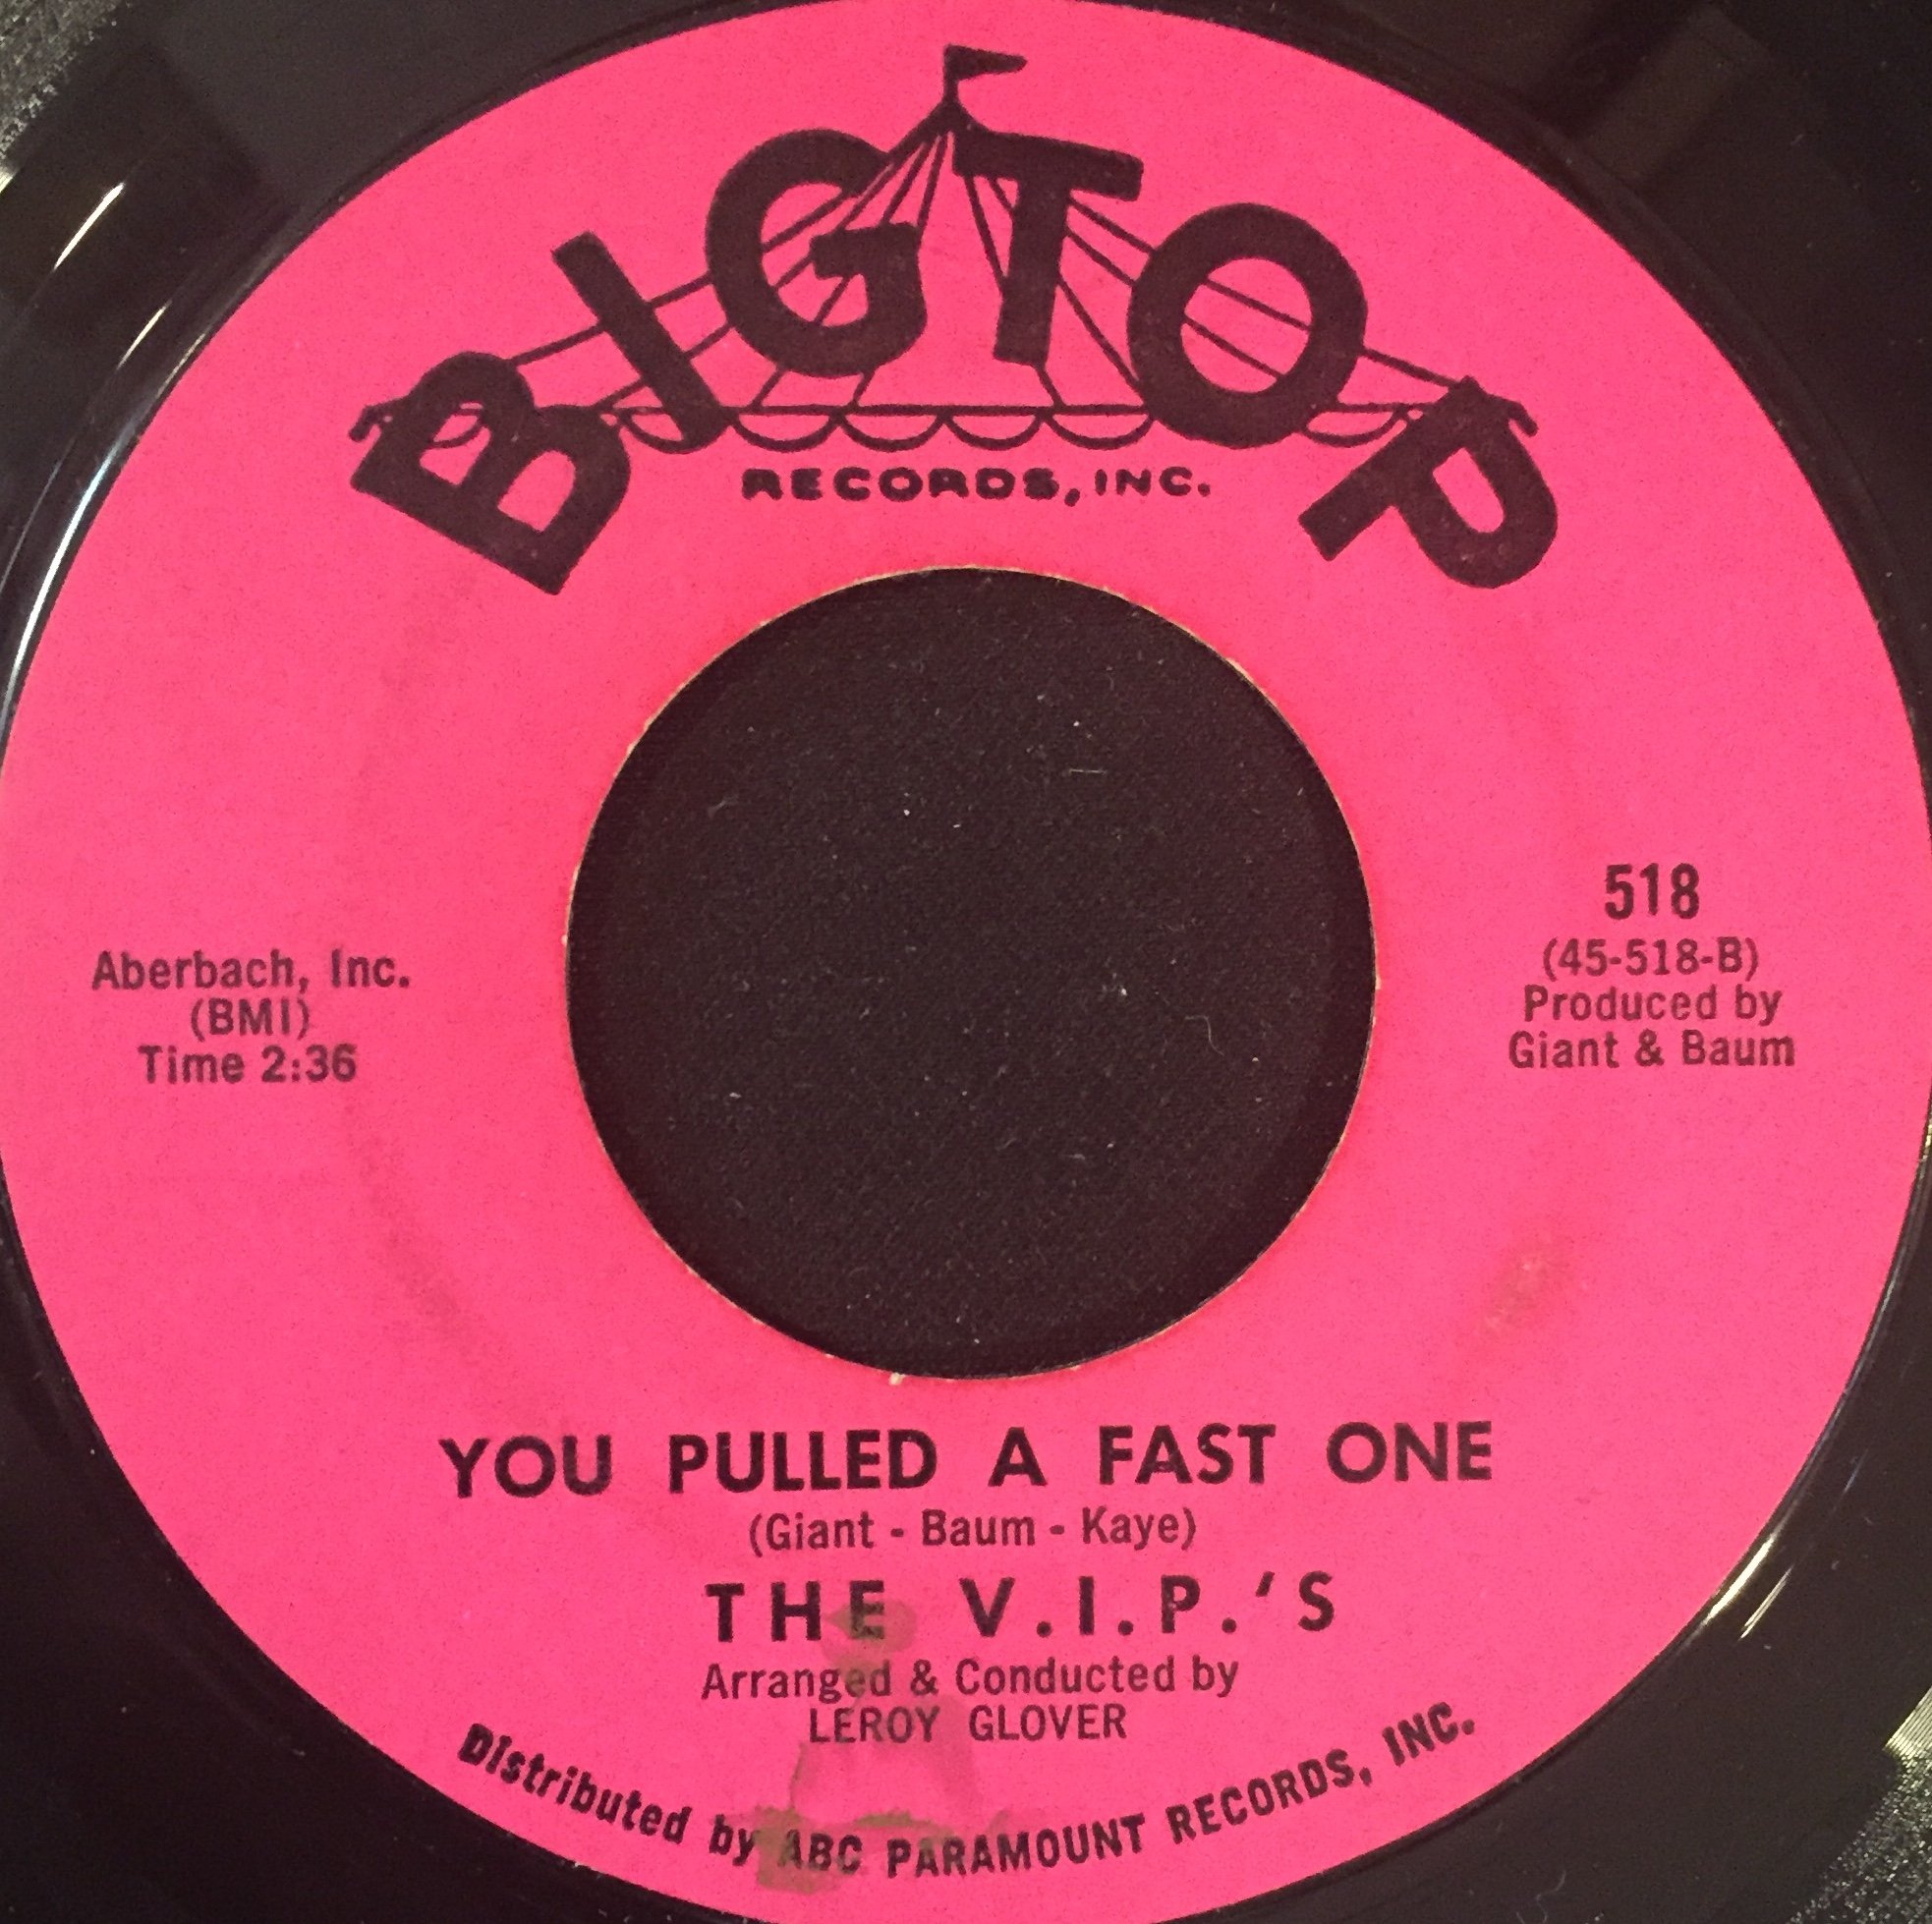 BIGTOP
RECORDS, INC.
518
(45-518-B)
Produced by
Giant & Baum
Aberbach, Inc.
(BMI)
Time 2:36
YOU PULLED A FAST ONE
(Giant - Baum - Kaye)
THE V.I.P.'S
Arranged & Conducted by
LEROY GLOVER
Distributed by ABC PARAMOUNT RECORDS, INC.